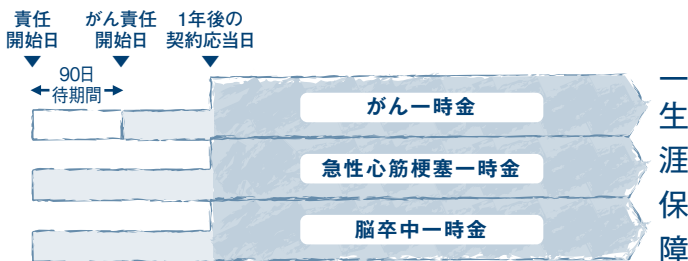 責任
開始日
がん責任
開始日
1年後の
契約応当日
90日
待期間
がん一時金
急性心筋梗塞一時金
脳卒中一時金
一生涯保障